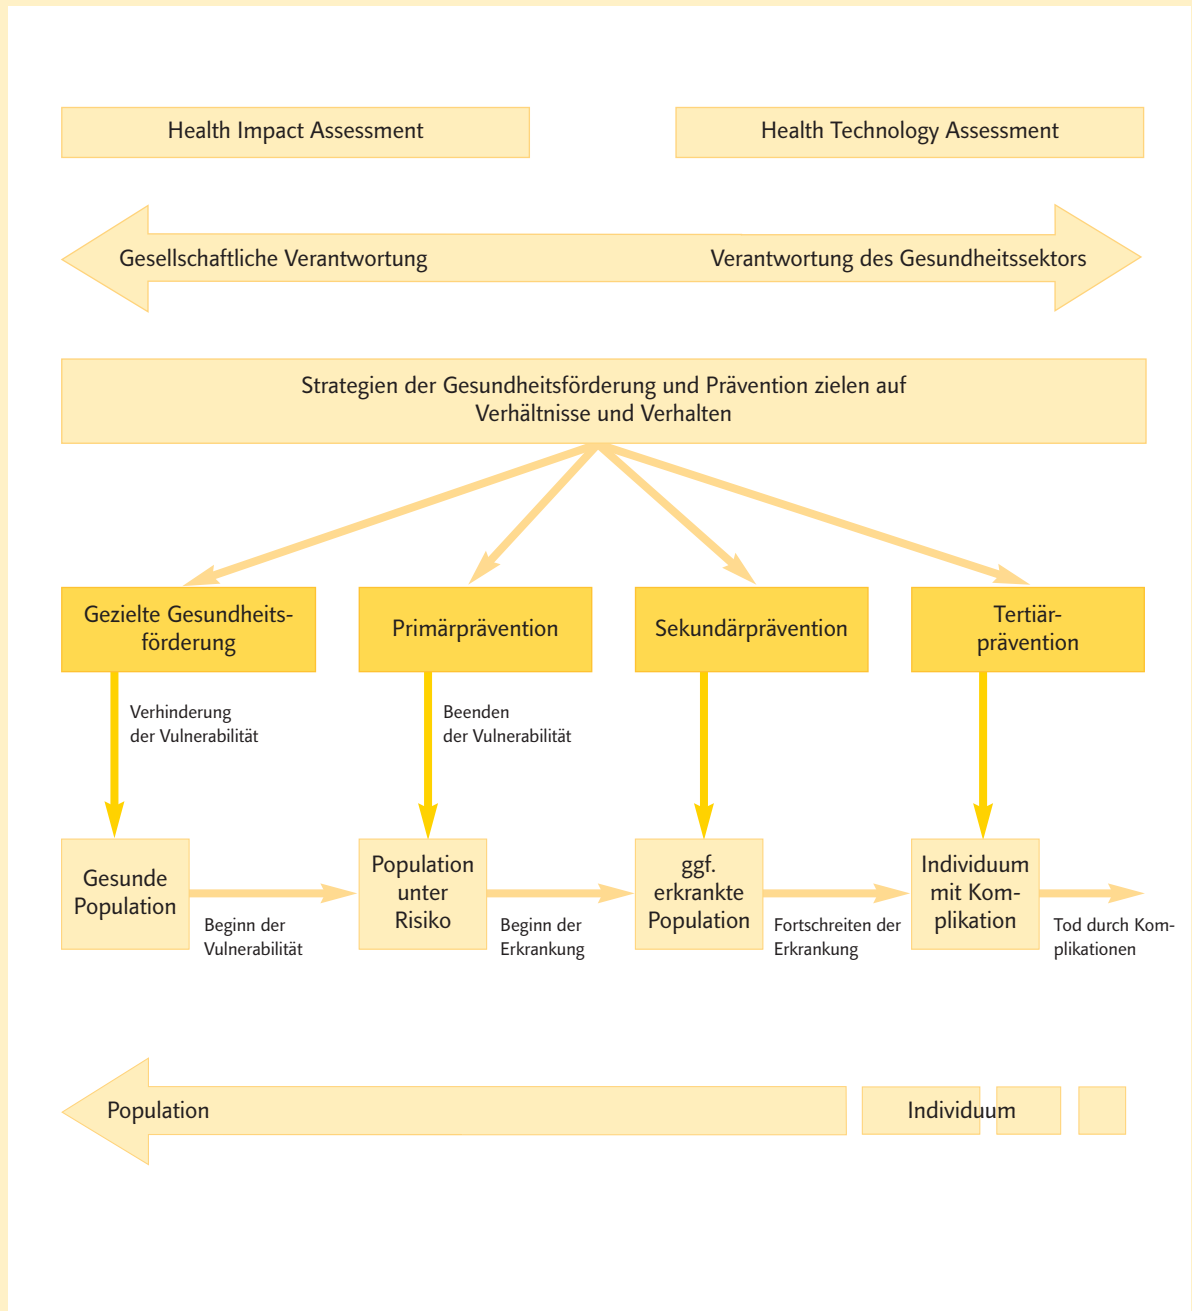 Health Impact Assessment
Health Technology Assessment
Gesellschaftliche Verantwortung
Verantwortung des Gesundheitssektors
Strategien der Gesundheitsförderung und Prävention zielen auf
Verhältnisse und Verhalten
Gezielte Gesundheits-
förderung
Primärprävention
Sekundärprävention
Tertiär-
prävention
Verhinderung
der Vulnerabilität
Beenden
der Vulnerabilität
Gesunde
Population
Beginn der
Vulnerabilität
Population
unter
Risiko
Beginn der
Erkrankung
ggf.
erkrankte
Population
Fortschreiten der
Erkrankung
Individuum
mit Kom-
plikation
Tod durch Kom-
plikationen
Population
Individuum